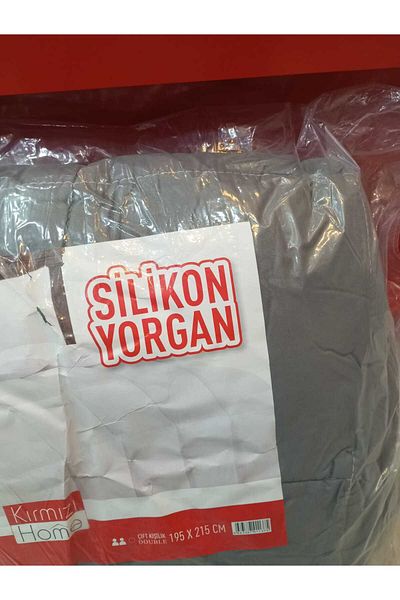 SİLİKON
YORGAN
Kırmızı
Home
ÇİFT KİŞİLİK
DOUBLE
195 X 215 CM